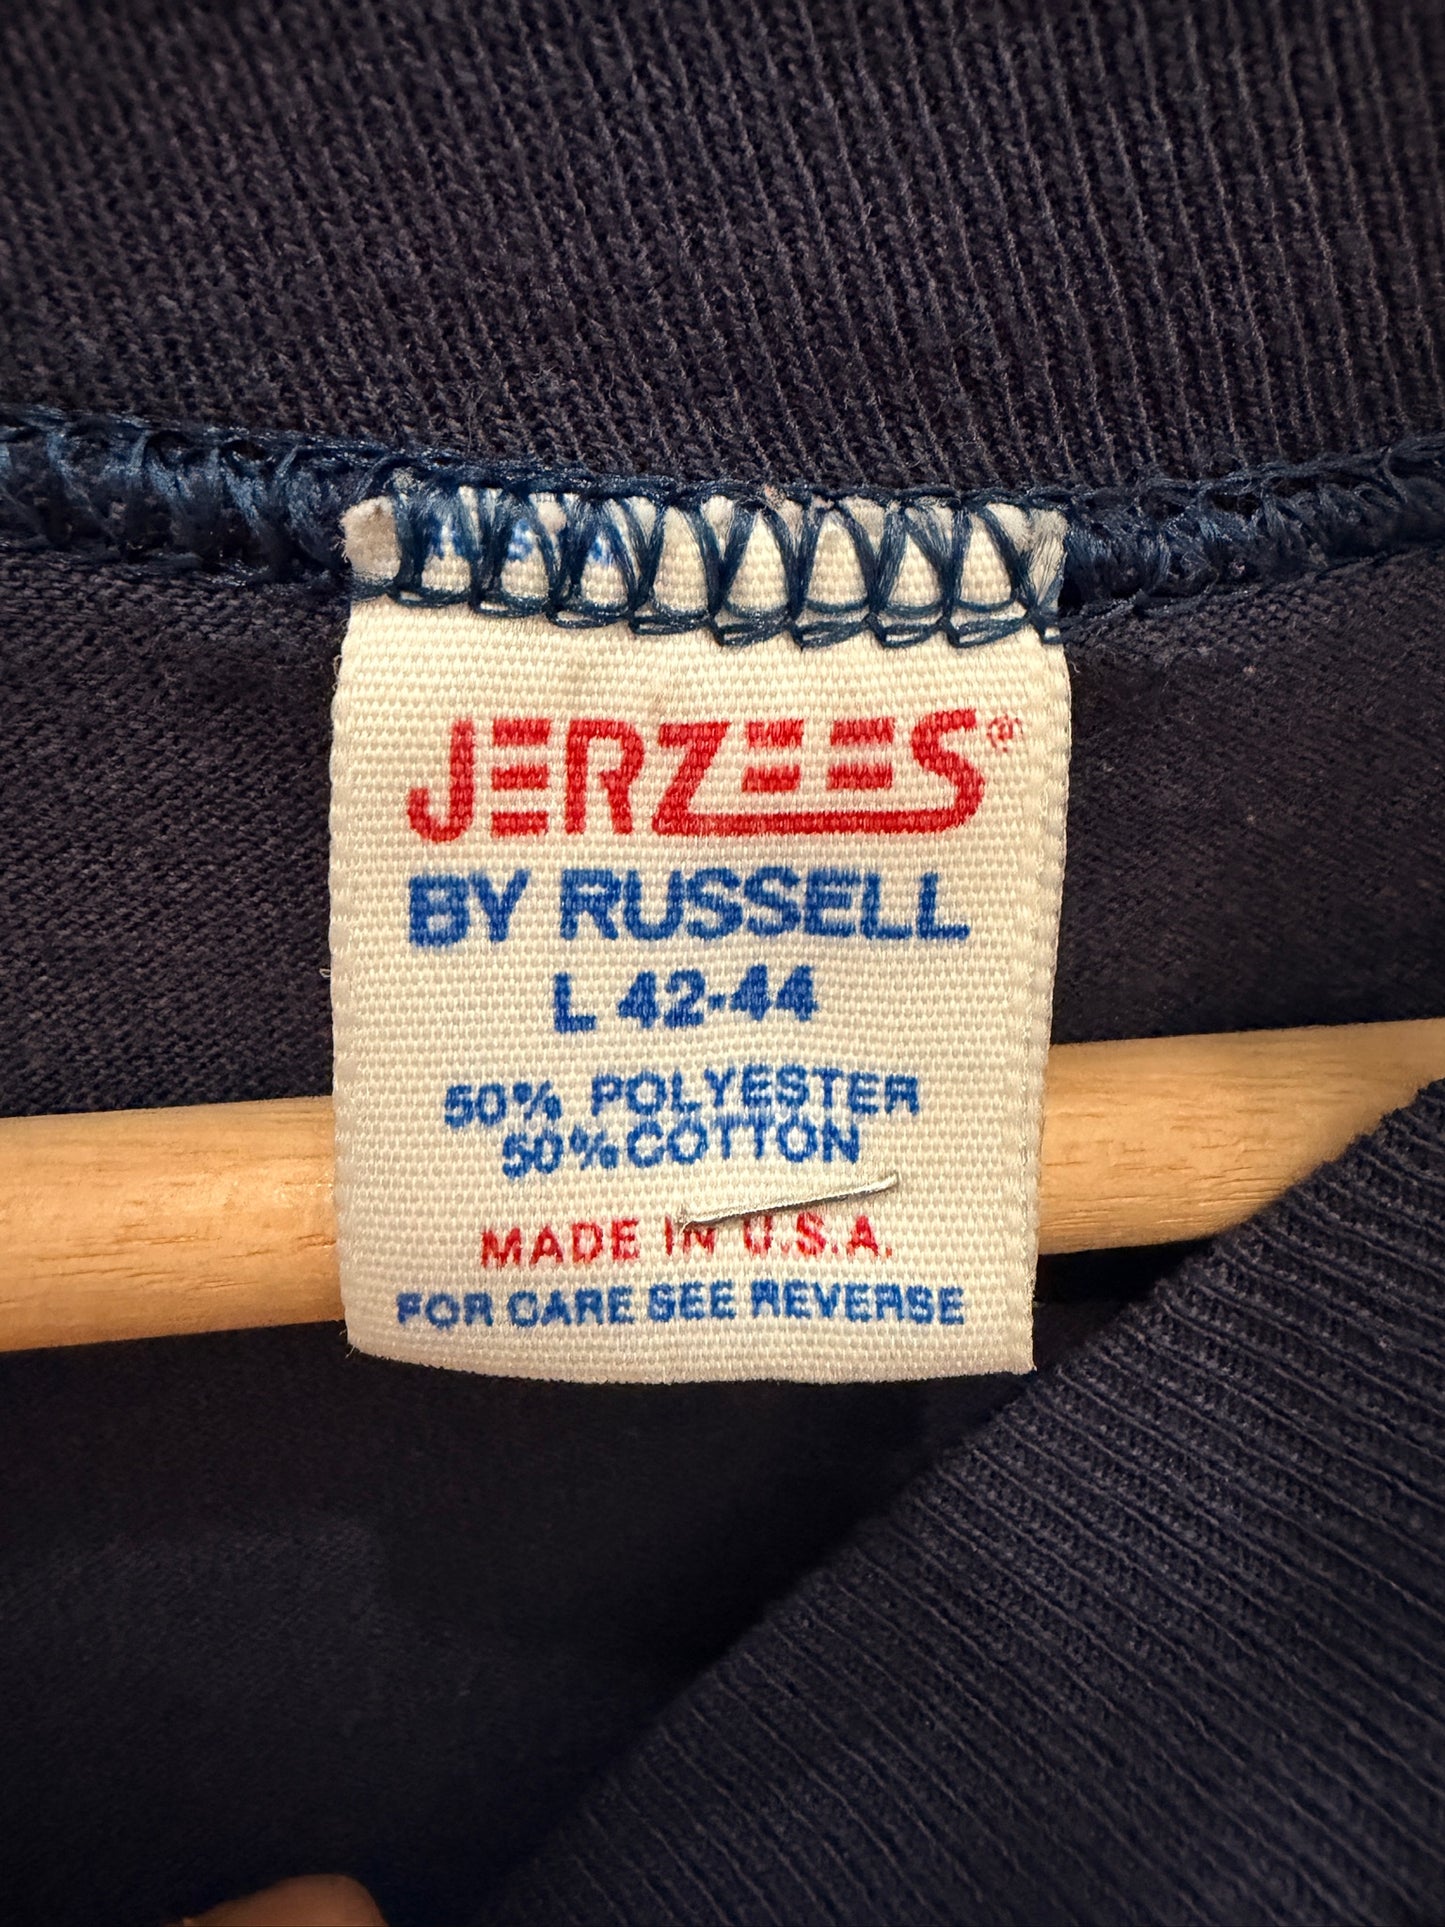 JERZEES®
BY RUSSELL
L 42-44
50% POLYESTER
50% COTTON
MADE IN U.S.A.
FOR CARE SEE REVERSE